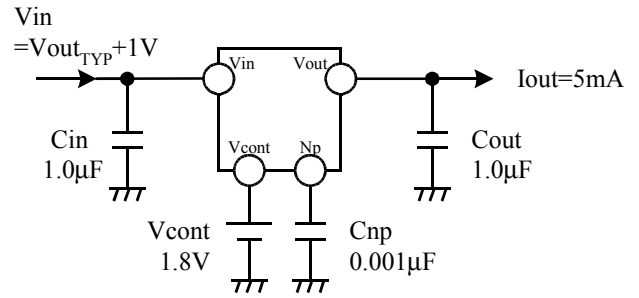 Vin
=VoutTYP+1V
Vin
Vout
Iout=5mA
Cin
1.0μF
Vcont
Np
Cout
1.0μF
Vcont
1.8V
Cnp
0.001μF